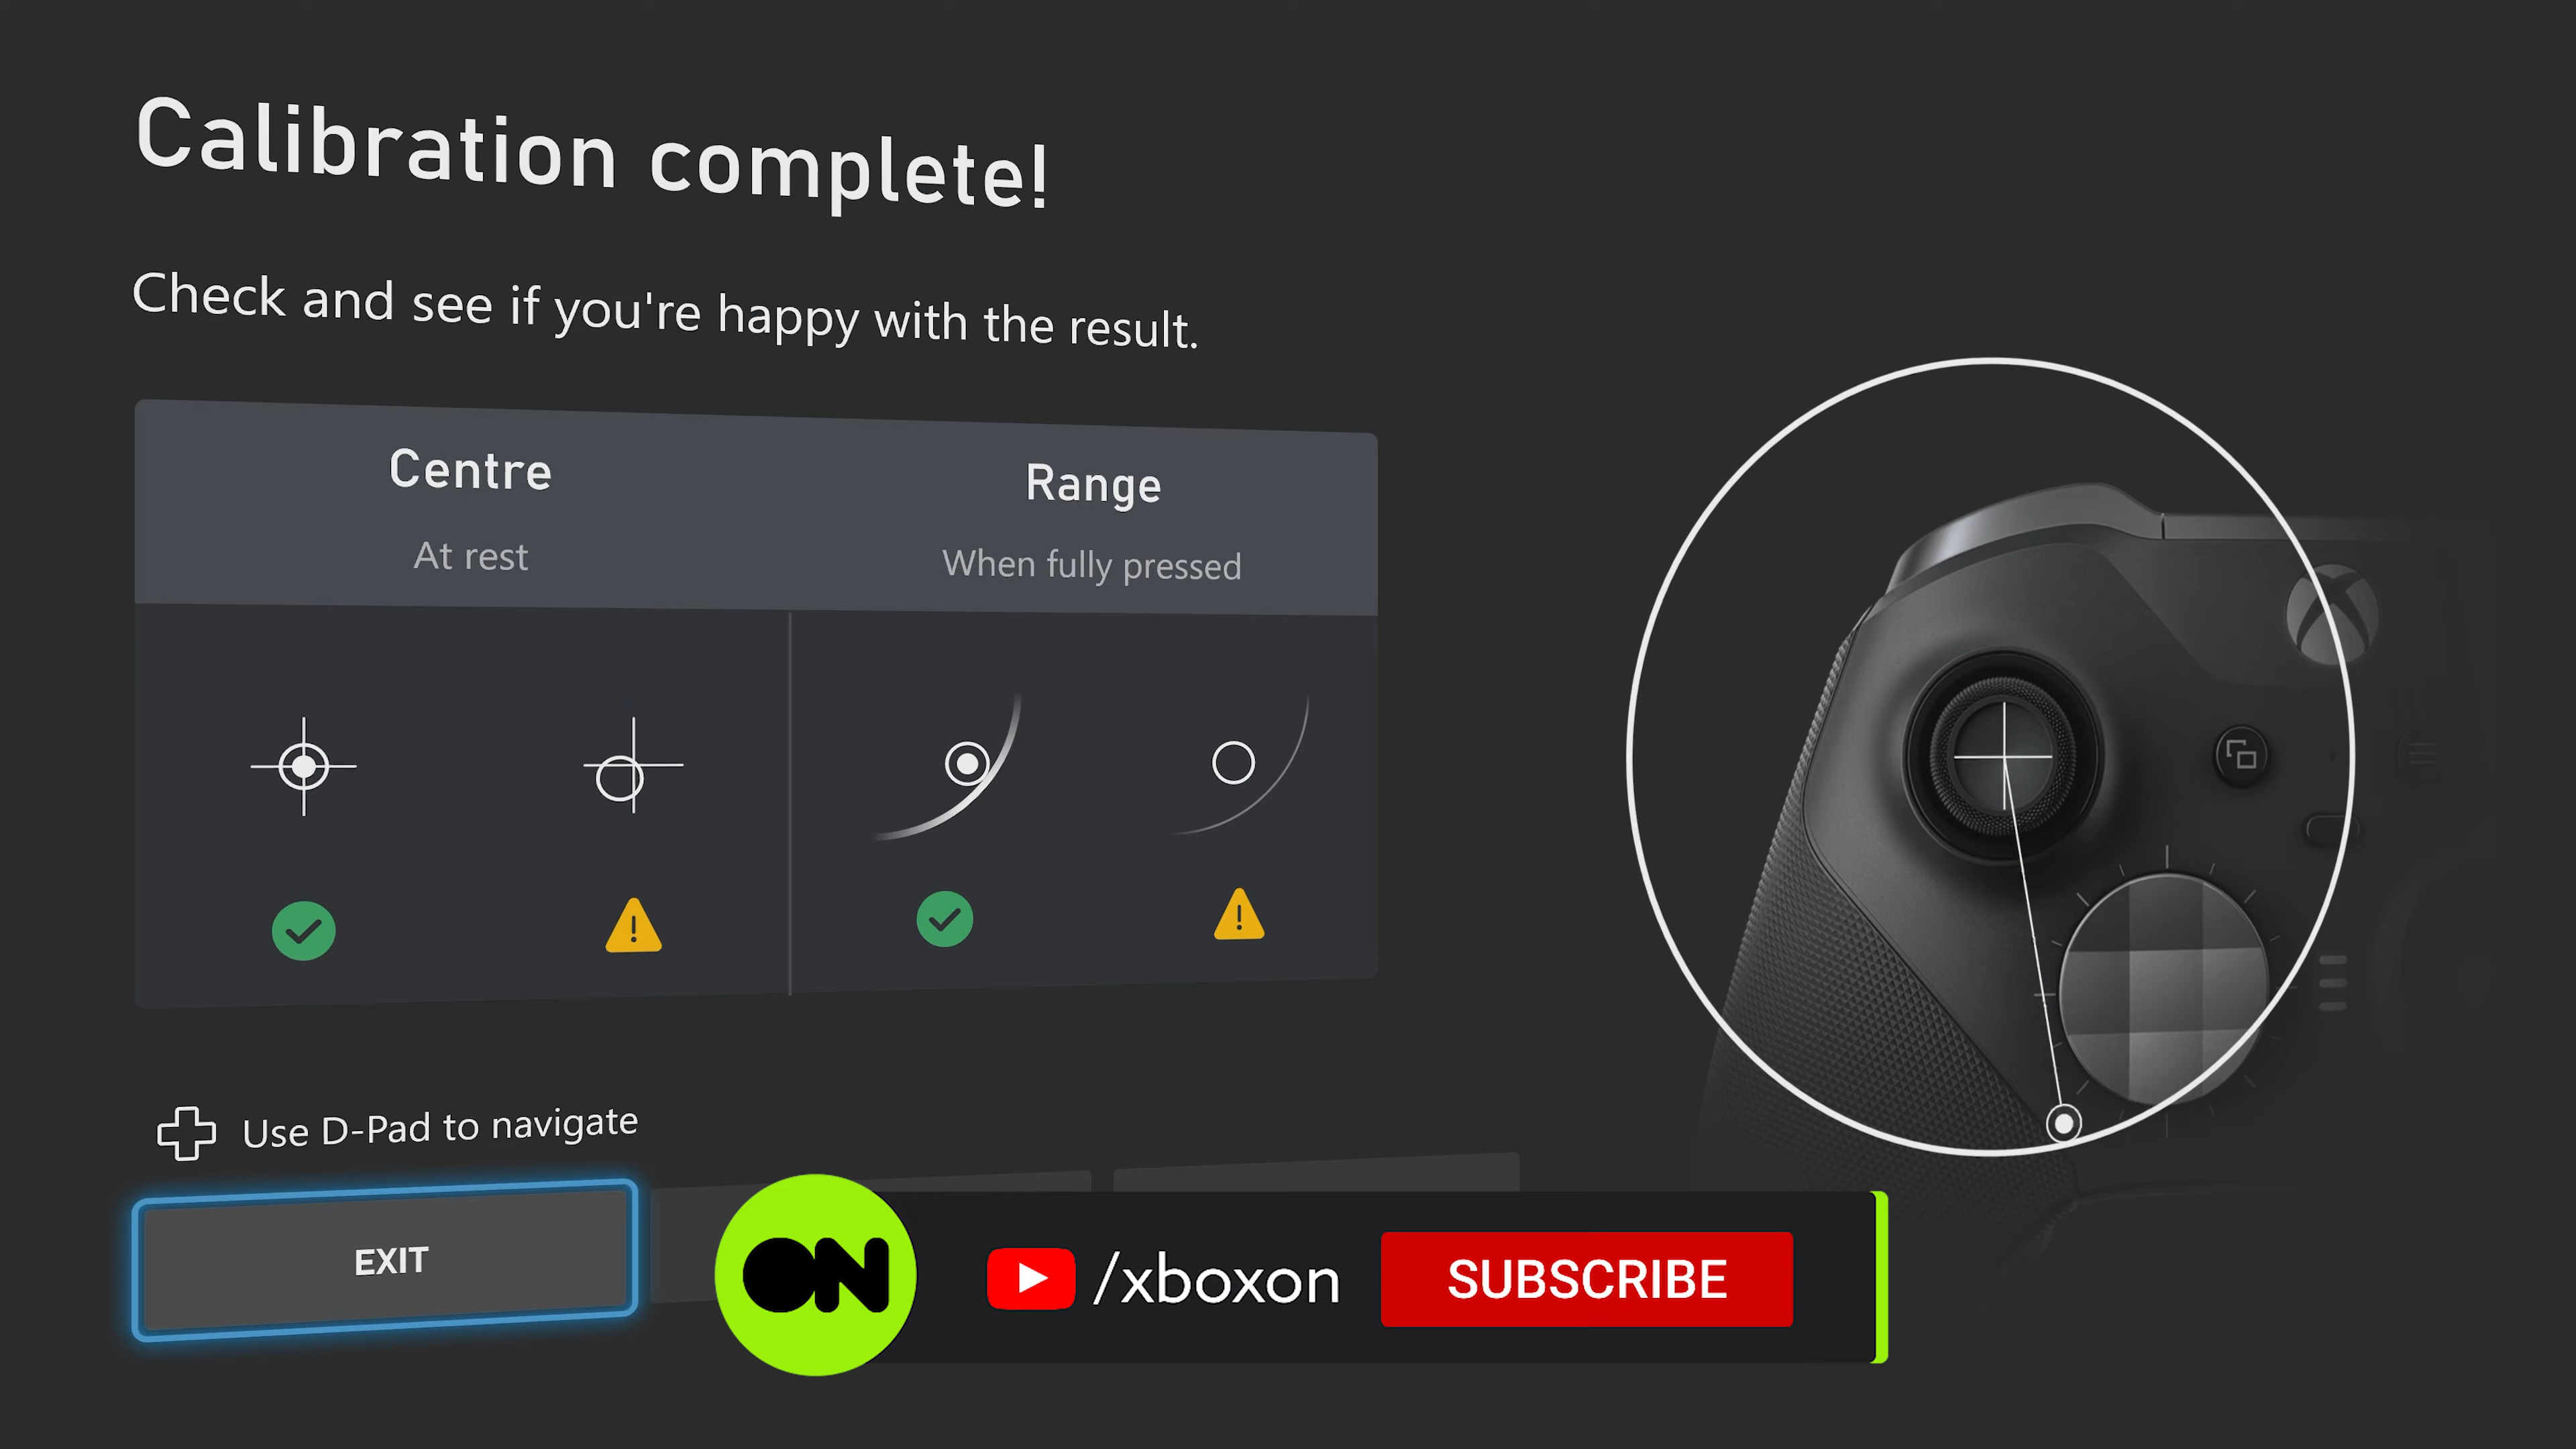 Calibration complete!
Check and see if you're happy with the result.
Centre
Range
At rest
When fully pressed
Use D-Pad to navigate
EXIT
ON
/xboxon
SUBSCRIBE